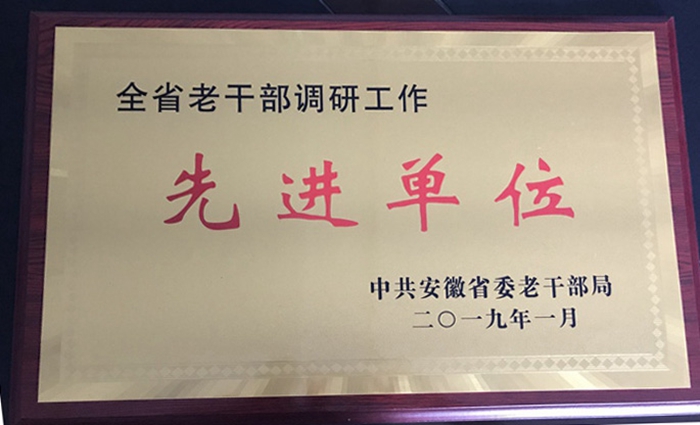 全省老干部调研工作
先进单位
中共安徽省委老干部局
二〇一九年一月